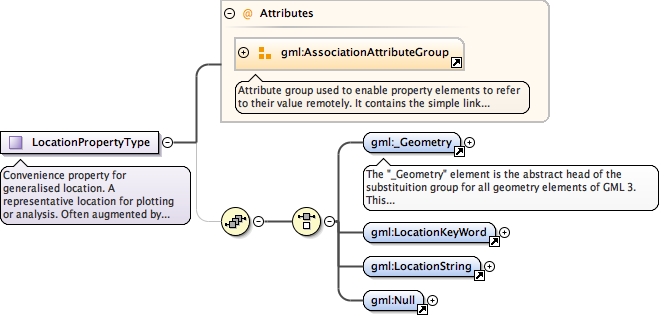 @ Attributes
gml:AssociationAttributeGroup
Attribute group used to enable property elements to refer
to their value remotely. It contains the simple link...
LocationPropertyType
Convenience property for
generalised location. A
representative location for plotting
or analysis. Often augmented by...
gml:_Geometry
The "_Geometry" element is the abstract head of the
substituition group for all geometry elements of GML 3.
This...
gml:LocationKeyWord
gml:LocationString
gml:Null